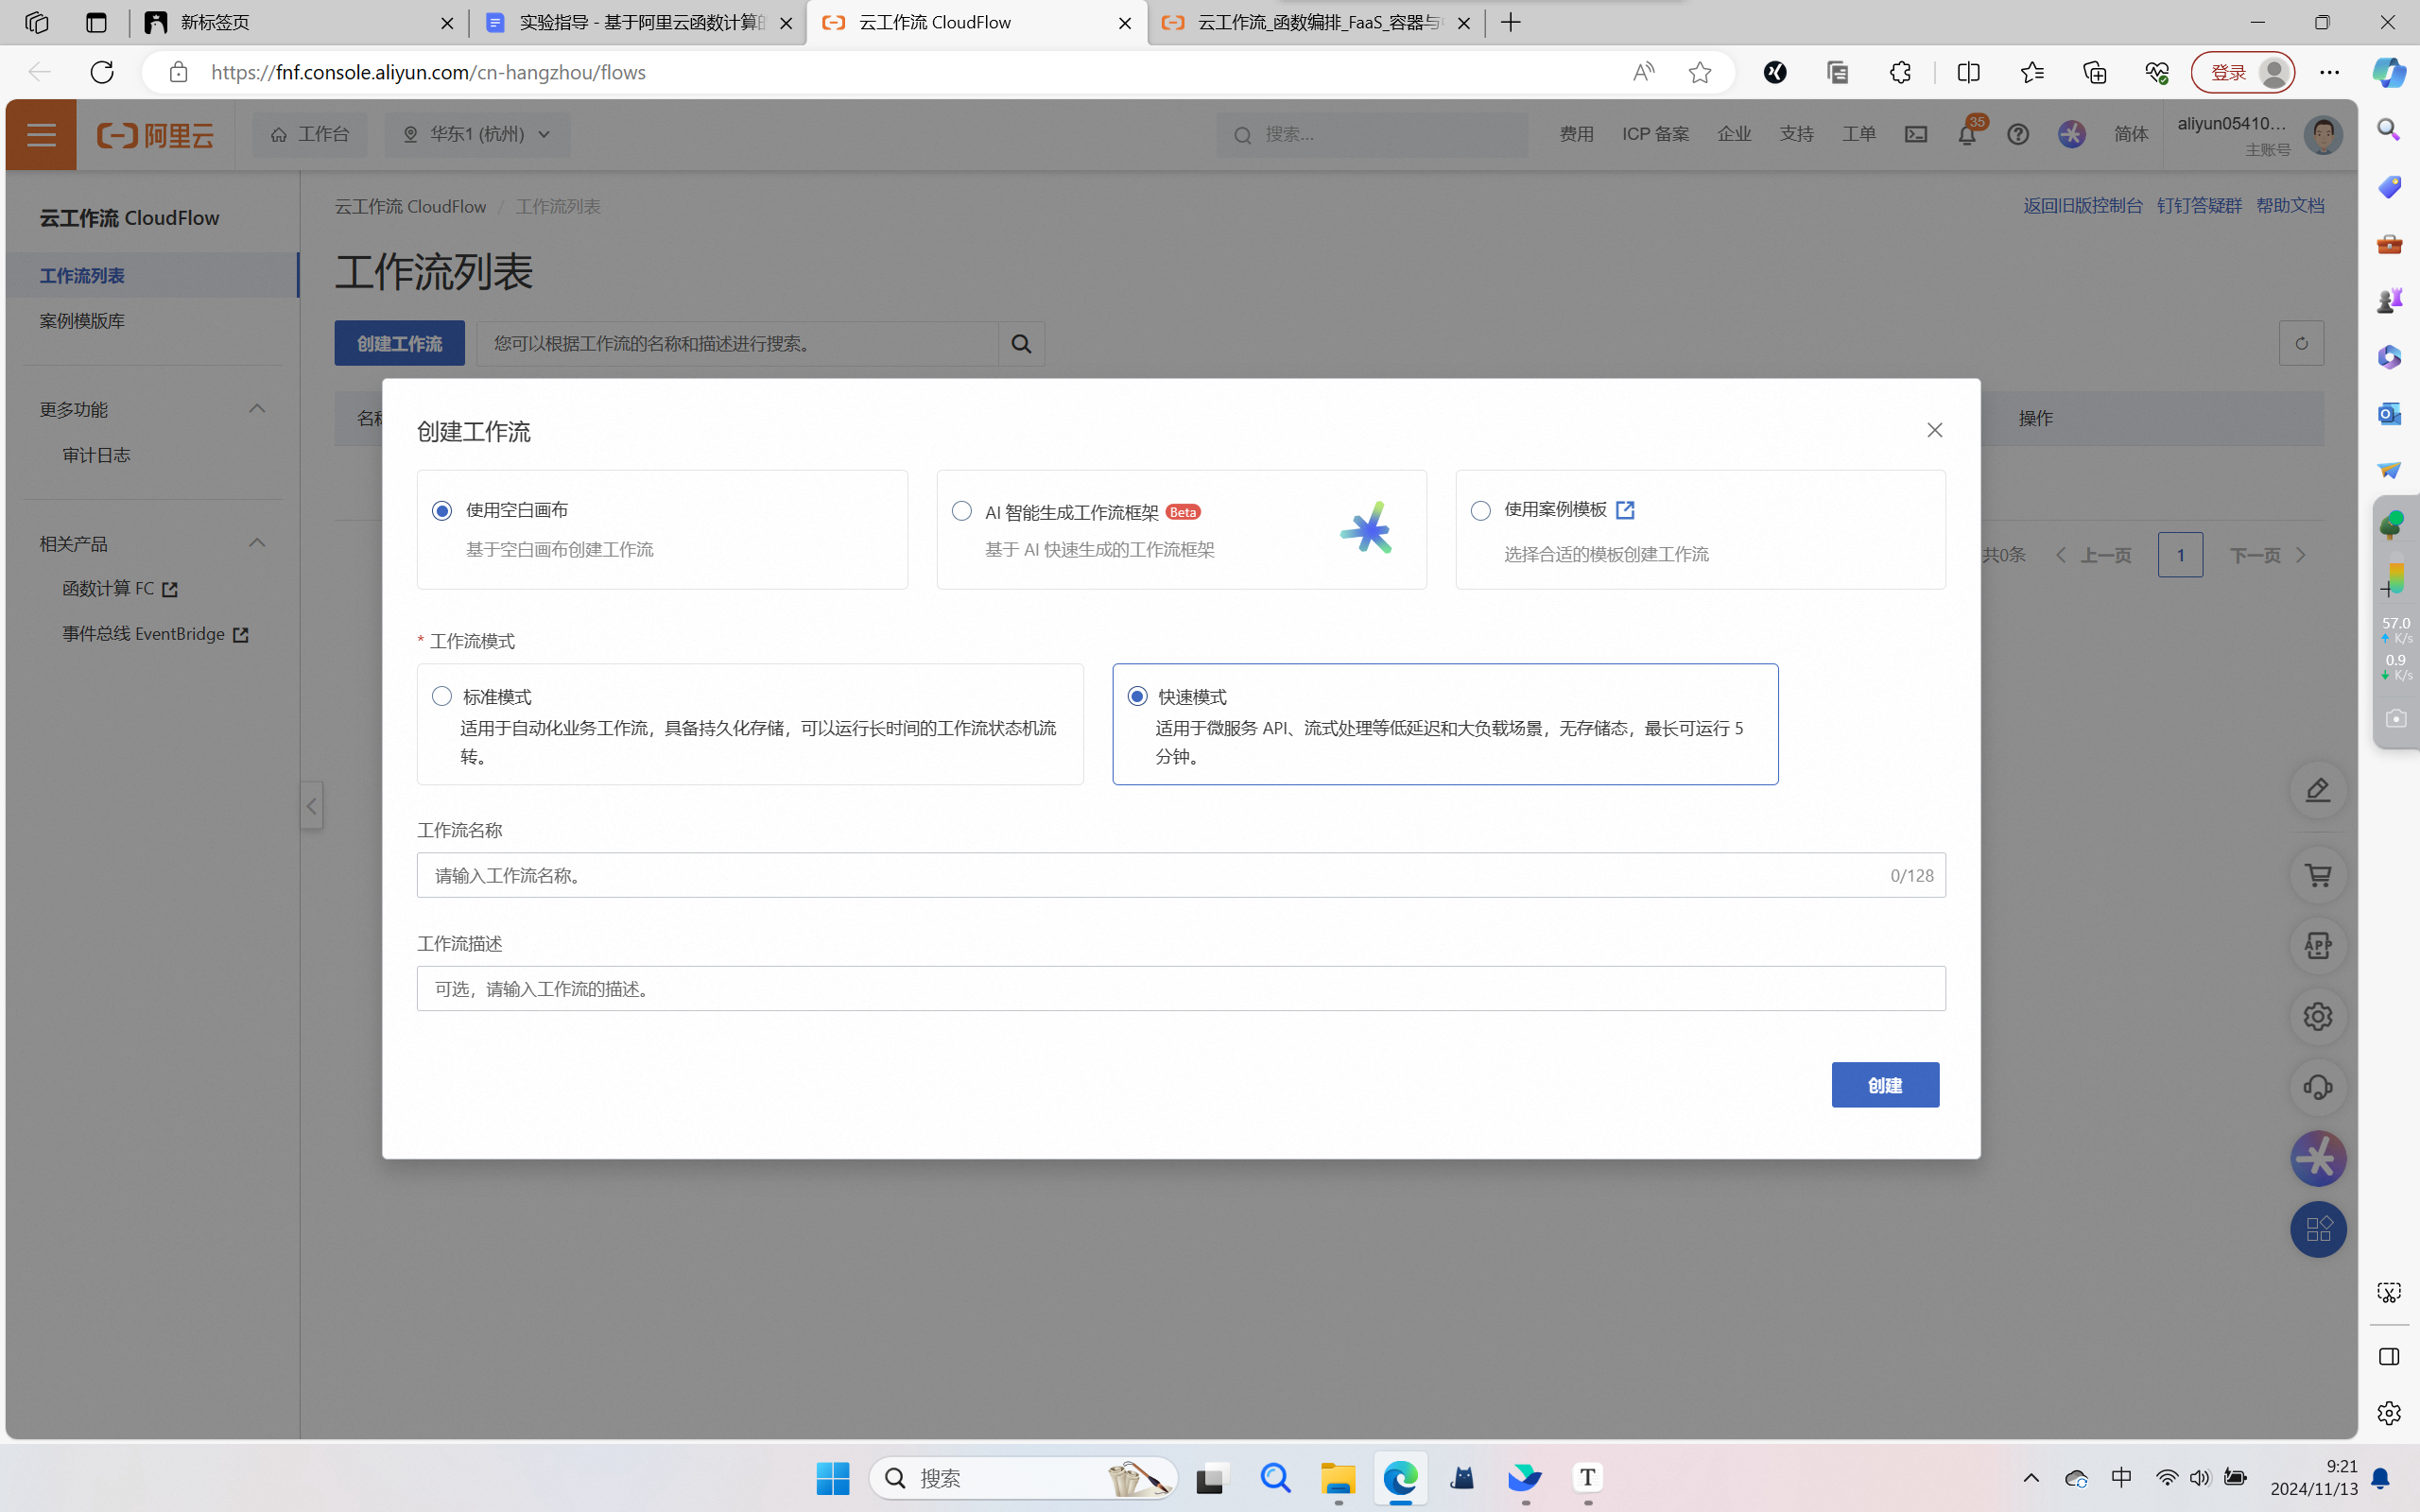 新标签页
实验指导 - 基于阿里云函数计算的
云工作流 CloudFlow
云工作流_函数编排_FaaS_容器与
https://fnf.console.aliyun.com/cn-hangzhou/flows
登录
阿里云
工作台
华东1 (杭州)
搜索...
费用
ICP 备案
企业
支持
工单
35
简体
aliyun05410...
主账号
云工作流 CloudFlow
工作流列表
案例模版库
更多功能
审计日志
相关产品
函数计算 FC
事件总线 EventBridge
云工作流 CloudFlow / 工作流列表
返回旧版控制台 钉钉答疑群 帮助文档
工作流列表
创建工作流
您可以根据工作流的名称和描述进行搜索。
名称
操作
共0条
上一页
1
下一页
创建工作流
使用空白画布
基于空白画布创建工作流
AI 智能生成工作流框架 Beta
基于 AI 快速生成的工作流框架
使用案例模板
选择合适的模板创建工作流
* 工作流模式
标准模式
适用于自动化业务工作流，具备持久化存储，可以运行长时间的工作流状态机流
转。
快速模式
适用于微服务 API、流式处理等低延迟和大负载场景，无存储态，最长可运行 5
分钟。
工作流名称
请输入工作流名称。
0/128
工作流描述
可选，请输入工作流的描述。
创建
57.0
K/s
0.9
K/s
APP
搜索
T
中
9:21
2024/11/13